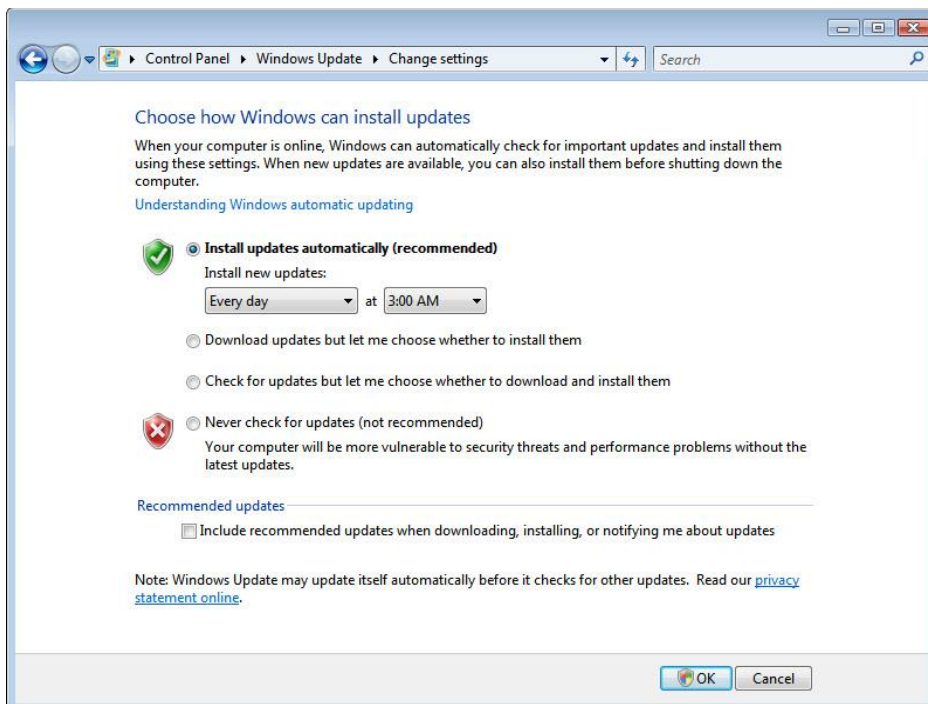 Control Panel Windows Update Change settings Search
Choose how Windows can install updates
When your computer is online, Windows can automatically check for important updates and install them
using these settings. When new updates are available, you can also install them before shutting down the
computer.
Understanding Windows automatic updating
Install updates automatically (recommended)
Install new updates:
Every day at 3:00 AM
Download updates but let me choose whether to install them
Check for updates but let me choose whether to download and install them
Never check for updates (not recommended)
Your computer will be more vulnerable to security threats and performance problems without the
latest updates.
Recommended updates
Include recommended updates when downloading, installing, or notifying me about updates
Note: Windows Update may update itself automatically before it checks for other updates. Read our privacy
statement online.
OK Cancel